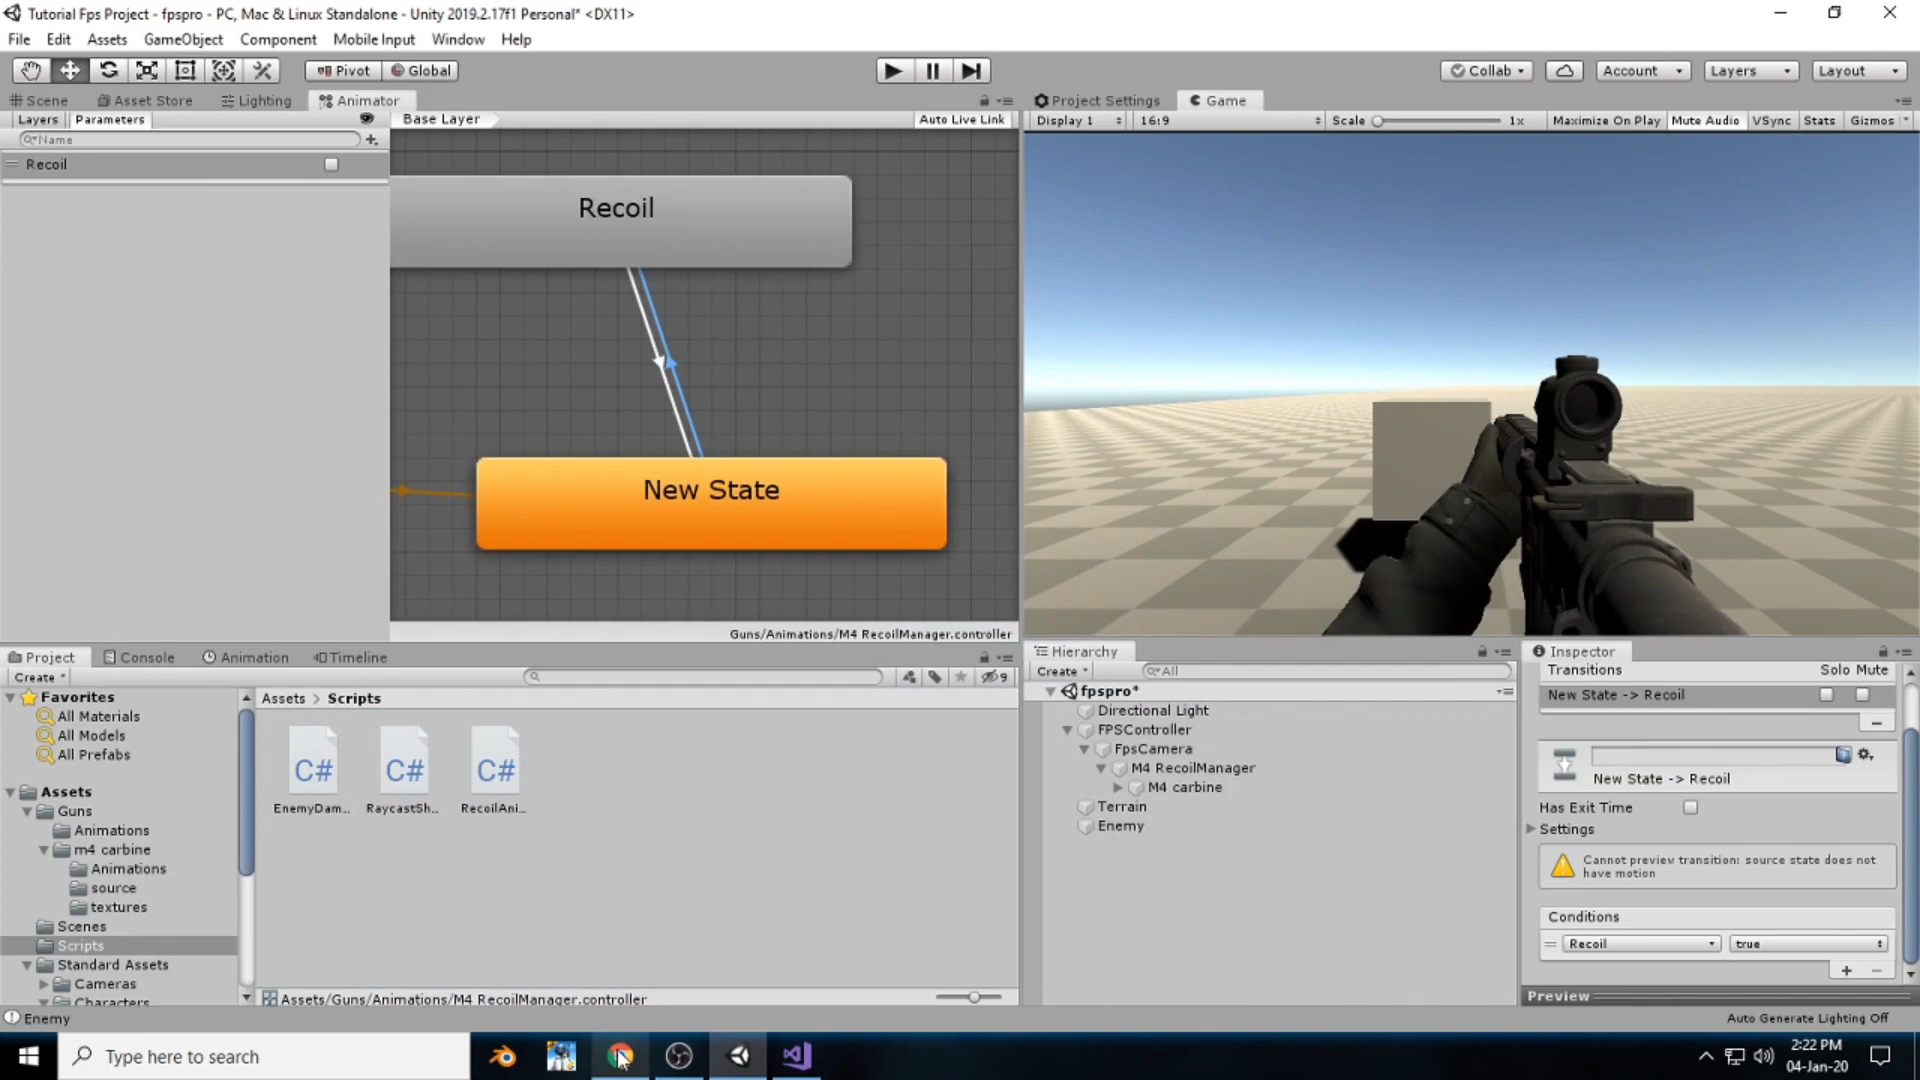 Tutorial Fps Project - fpspro - PC, Mac & Linux Standalone - Unity 2019.2.17f1 Personal* <DX11>
File Edit Assets GameObject Component Mobile Input Window Help
Pivot Global Collab Account Layers Layout
Scene Asset Store Lighting Animator Project Settings Game
Layers Parameters Base Layer Auto Live Link Display 1 16:9 Scale 1x Maximize On Play Mute Audio VSync Stats Gizmos
Name
Recoil
Recoil
New State
Guns/Animations/M4 RecoilManager.controller
Project Console Animation Timeline
Create
9
Favorites
All Materials
All Models
All Prefabs
Assets
Guns
Animations
m4 carbine
Animations
source
textures
Scenes
Scripts
Standard Assets
Cameras
Characters
Assets > Scripts
C# C# C#
EnemyDam... RaycastSh... RecoilAni...
Assets/Guns/Animations/M4 RecoilManager.controller
Hierarchy
Create All
fpspro*
Directional Light
FPSController
FpsCamera
M4 RecoilManager
M4 carbine
Terrain
Enemy
Inspector
Transitions Solo Mute
New State -> Recoil
New State -> Recoil
Has Exit Time
Settings
Cannot preview transition: source state does not
have motion
Conditions
Recoil true
Preview
Enemy
Auto Generate Lighting Off
Type here to search
2:22 PM
04-Jan-20